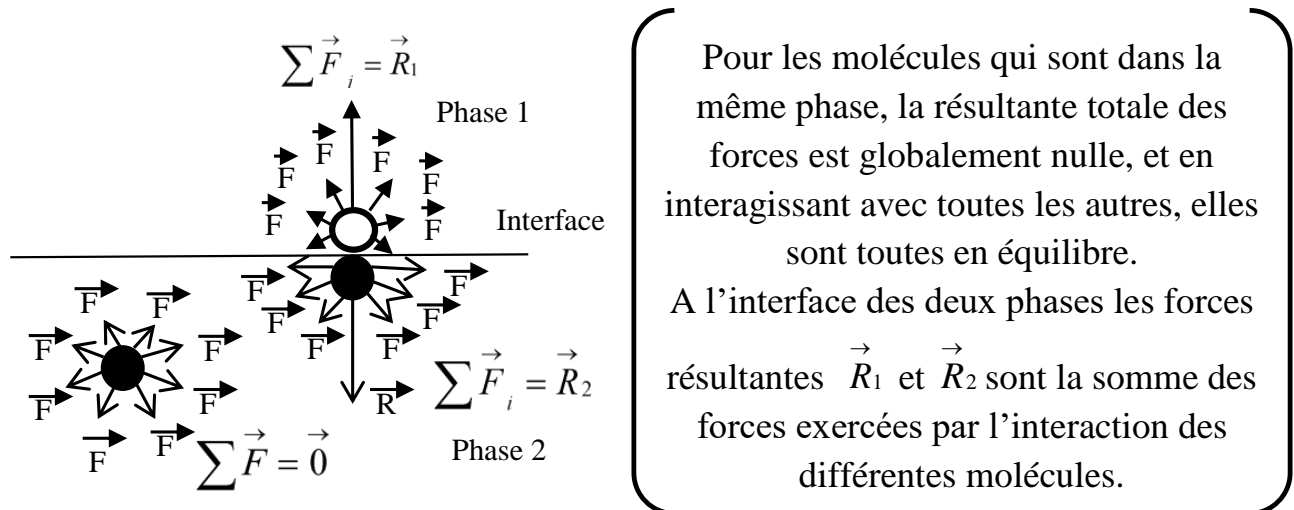 ∑F⃗ᵢ = R⃗₁
Phase 1
F⃗ F⃗
F⃗ F⃗
F⃗ F⃗
Interface
F⃗ F⃗
F⃗ F⃗ F⃗ F⃗
F⃗ F⃗ F⃗ F⃗
F⃗ F⃗ R⃗
∑F⃗ᵢ = R⃗₂
F⃗ F⃗
∑F⃗ = 0⃗
Phase 2
Pour les molécules qui sont dans la
même phase, la résultante totale des
forces est globalement nulle, et en
interagissant avec toutes les autres, elles
sont toutes en équilibre.
A l’interface des deux phases les forces
résultantes R⃗₁ et R⃗₂ sont la somme des
forces exercées par l’interaction des
différentes molécules.